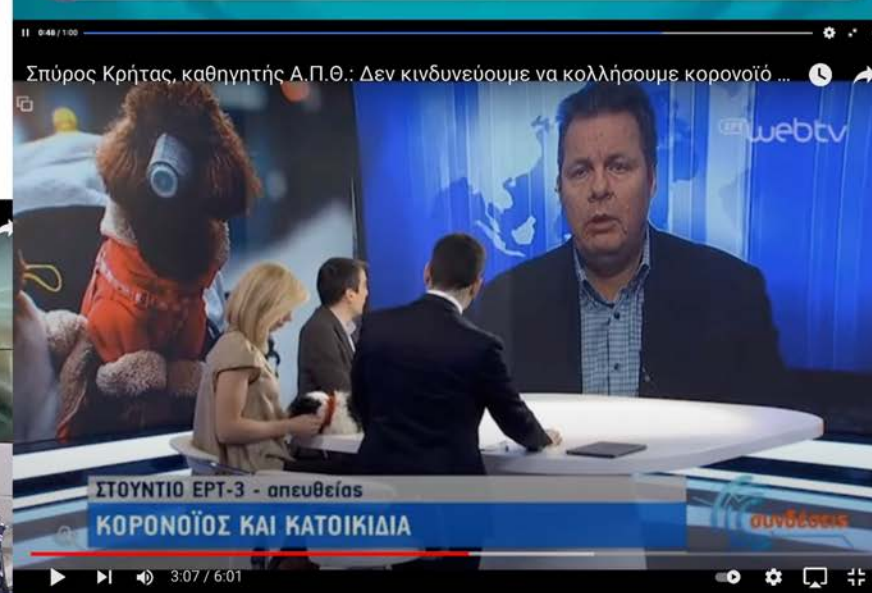 0:48 / 1:00
Σπύρος Κρήτας, καθηγητής Α.Π.Θ.: Δεν κινδυνεύουμε να κολλήσουμε κορονοϊό ...
ΕΡΤ webtv
ΣΤΟΥΝΤΙΟ ΕΡΤ-3 - απευθείας
ΚΟΡΟΝΟΪΟΣ ΚΑΙ ΚΑΤΟΙΚΙΔΙΑ
συνδέσεις
3:07 / 6:01